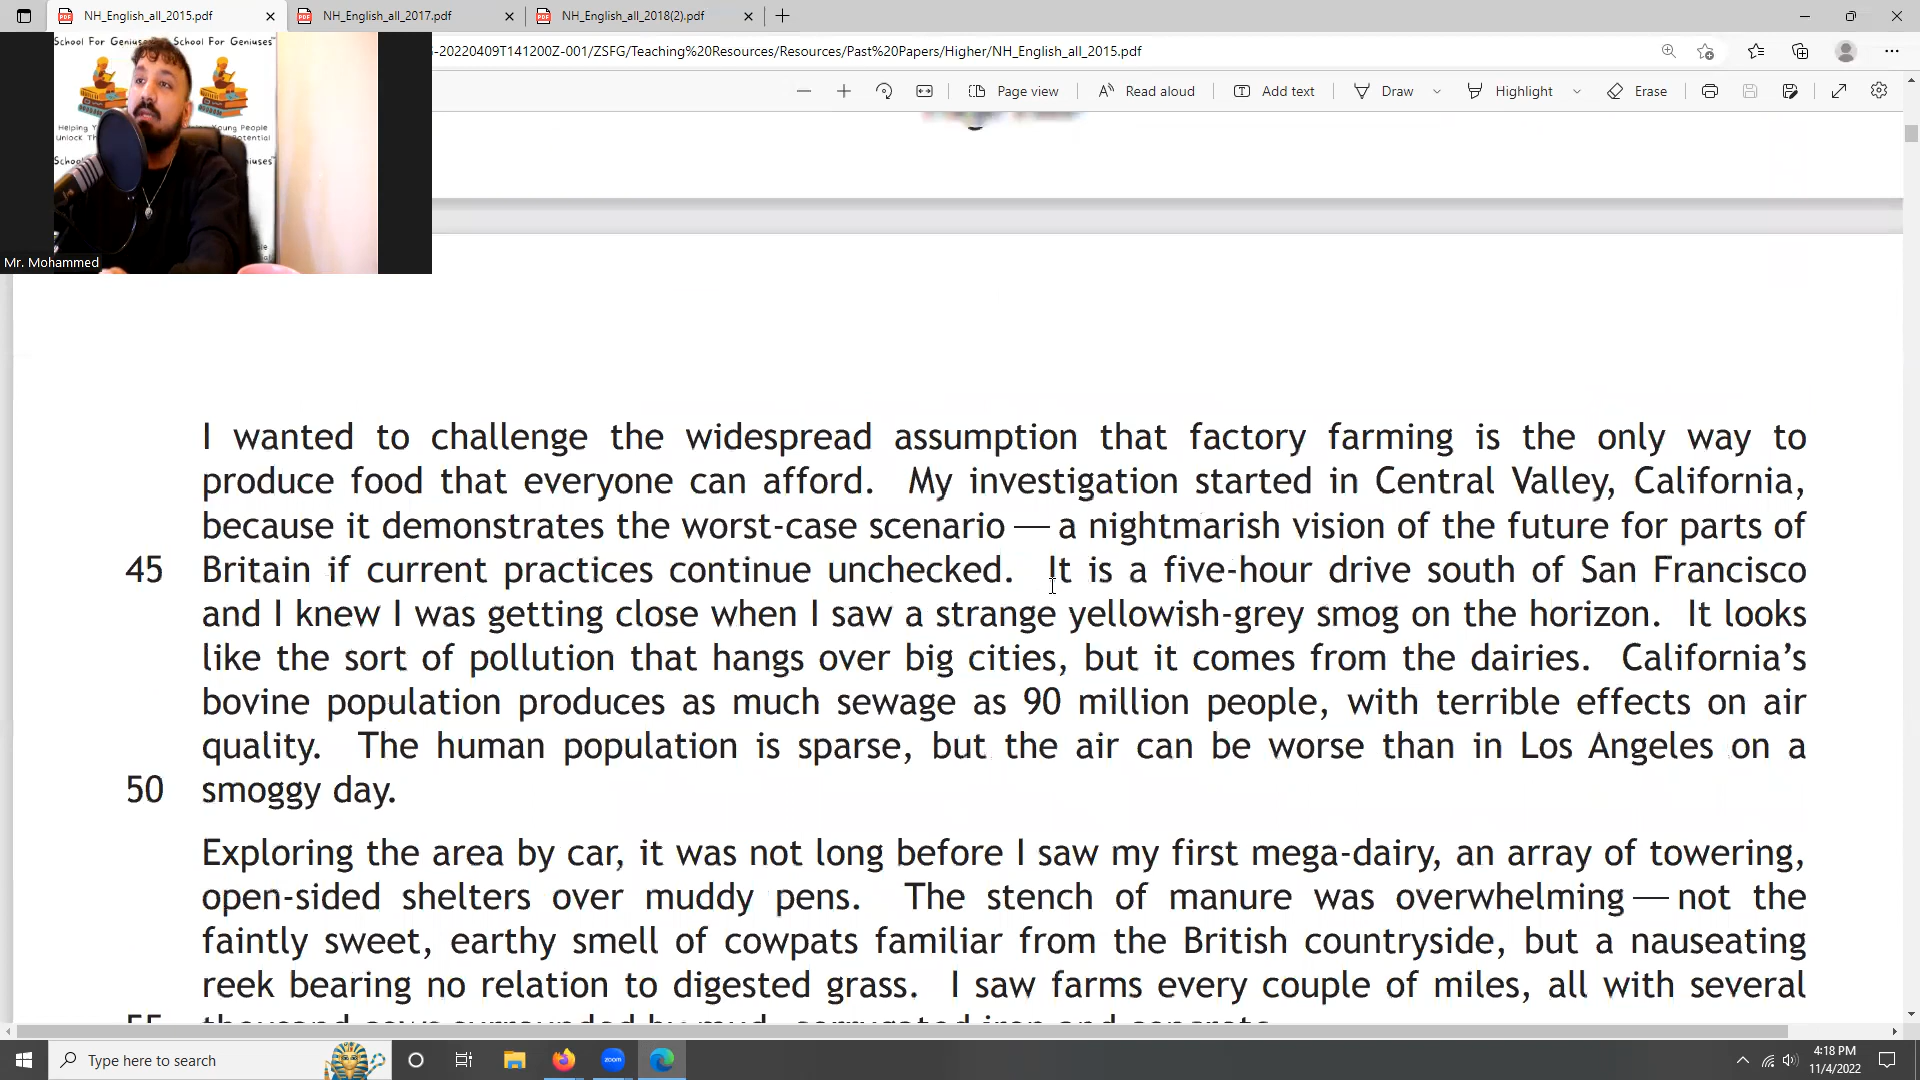 NH_English_all_2015.pdf
NH_English_all_2017.pdf
NH_English_all_2018(2).pdf
-20220409T141200Z-001/ZSFG/Teaching%20Resources/Resources/Past%20Papers/Higher/NH_English_all_2015.pdf
Page view
Read aloud
Add text
Draw
Highlight
Erase
School For Geniuses
School For Geniuses
Mr. Mohammed
I wanted to challenge the widespread assumption that factory farming is the only way to
produce food that everyone can afford. My investigation started in Central Valley, California,
because it demonstrates the worst-case scenario — a nightmarish vision of the future for parts of
45 Britain if current practices continue unchecked. It is a five-hour drive south of San Francisco
and I knew I was getting close when I saw a strange yellowish-grey smog on the horizon. It looks
like the sort of pollution that hangs over big cities, but it comes from the dairies. California’s
bovine population produces as much sewage as 90 million people, with terrible effects on air
quality. The human population is sparse, but the air can be worse than in Los Angeles on a
50 smoggy day.
Exploring the area by car, it was not long before I saw my first mega-dairy, an array of towering,
open-sided shelters over muddy pens. The stench of manure was overwhelming — not the
faintly sweet, earthy smell of cowpats familiar from the British countryside, but a nauseating
reek bearing no relation to digested grass. I saw farms every couple of miles, all with several
55 thousand cows surrounded by mud, corrugated iron and concrete.
Type here to search
zoom
4:18 PM
11/4/2022